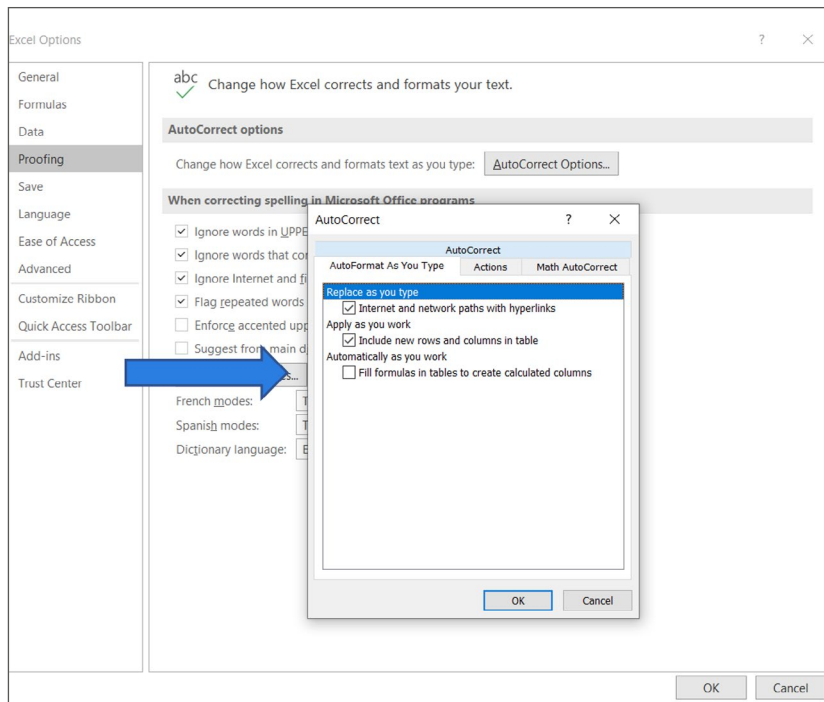 Excel Options
?
General
Formulas
Data
Proofing
Save
Language
Ease of Access
Advanced
Customize Ribbon
Quick Access Toolbar
Add-ins
Trust Center
abc
Change how Excel corrects and formats your text.
AutoCorrect options
Change how Excel corrects and formats text as you type:
AutoCorrect Options...
When correcting spelling in Microsoft Office programs
Ignore words in UPPE
Ignore words that
Ignore Internet and
Flag repeated words
Enforce accented
Suggest from main
French modes:
Spanish modes:
Dictionary language:
AutoCorrect
?
AutoCorrect
AutoFormat As You Type
Actions
Math AutoCorrect
Replace as you type
Internet and network paths with hyperlinks
Apply as you work
Include new rows and columns in table
Automatically as you work
Fill formulas in tables to create calculated columns
OK
Cancel
OK
Cancel